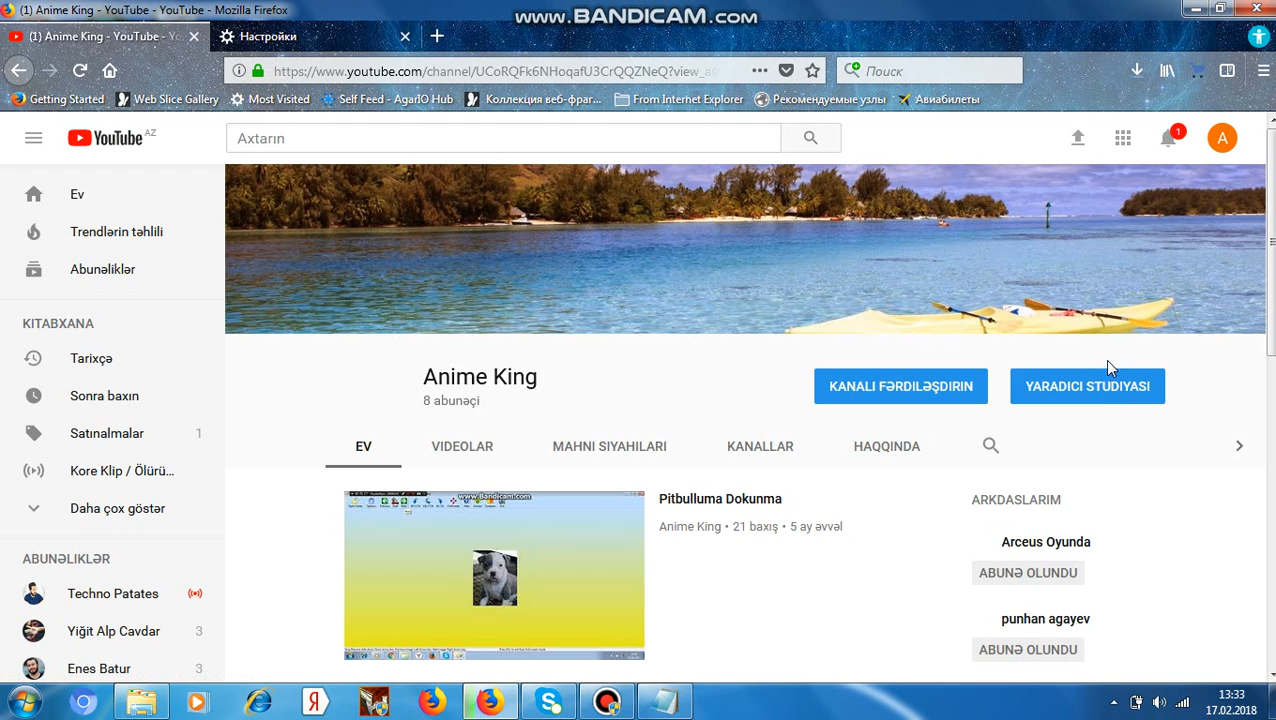 (1) Anime King - YouTube - YouTube - Mozilla Firefox
www.BANDICAM.com
(1) Anime King - YouTube - Yo
Настройки
https://www.youtube.com/channel/
Поиск
Getting Started
Web Slice Gallery
Most Visited
Self Feed - AgarIO Hub
Коллекция веб-фраг...
From Internet Explorer
Рекомендуемые узлы
Авиабилеты
YouTube AZ
Axtarın
1
A
Ev
Trendlərin təhlili
Abunəliklər
KITABXANA
Tarixçə
Sonra baxın
Satınalmalar 1
Kore Klip / Ölürü...
Daha çox göstər
ABUNƏLIKLƏR
Techno Patates
Yiğit Alp Cavdar 3
Enes Batur 3
Anime King
8 abunəçi
KANALI FƏRDILƏŞDIRIN
YARADICI STUDIYASI
EV
VIDEOLAR
MAHNI SIYAHILARI
KANALLAR
HAQQINDA
www.Bandicam.com
Pitbulluma Dokunma
Anime King • 21 baxış • 5 ay əvvəl
ARKDASLARIM
Arceus Oyunda
ABUNƏ OLUNDU
punhan agayev
ABUNƏ OLUNDU
13:33
17.02.2018